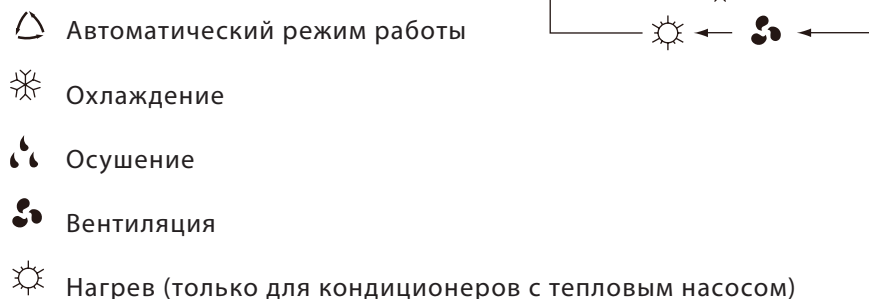 Автоматический режим работы
Охлаждение
Осушение
Вентиляция
Нагрев (только для кондиционеров с тепловым насосом)